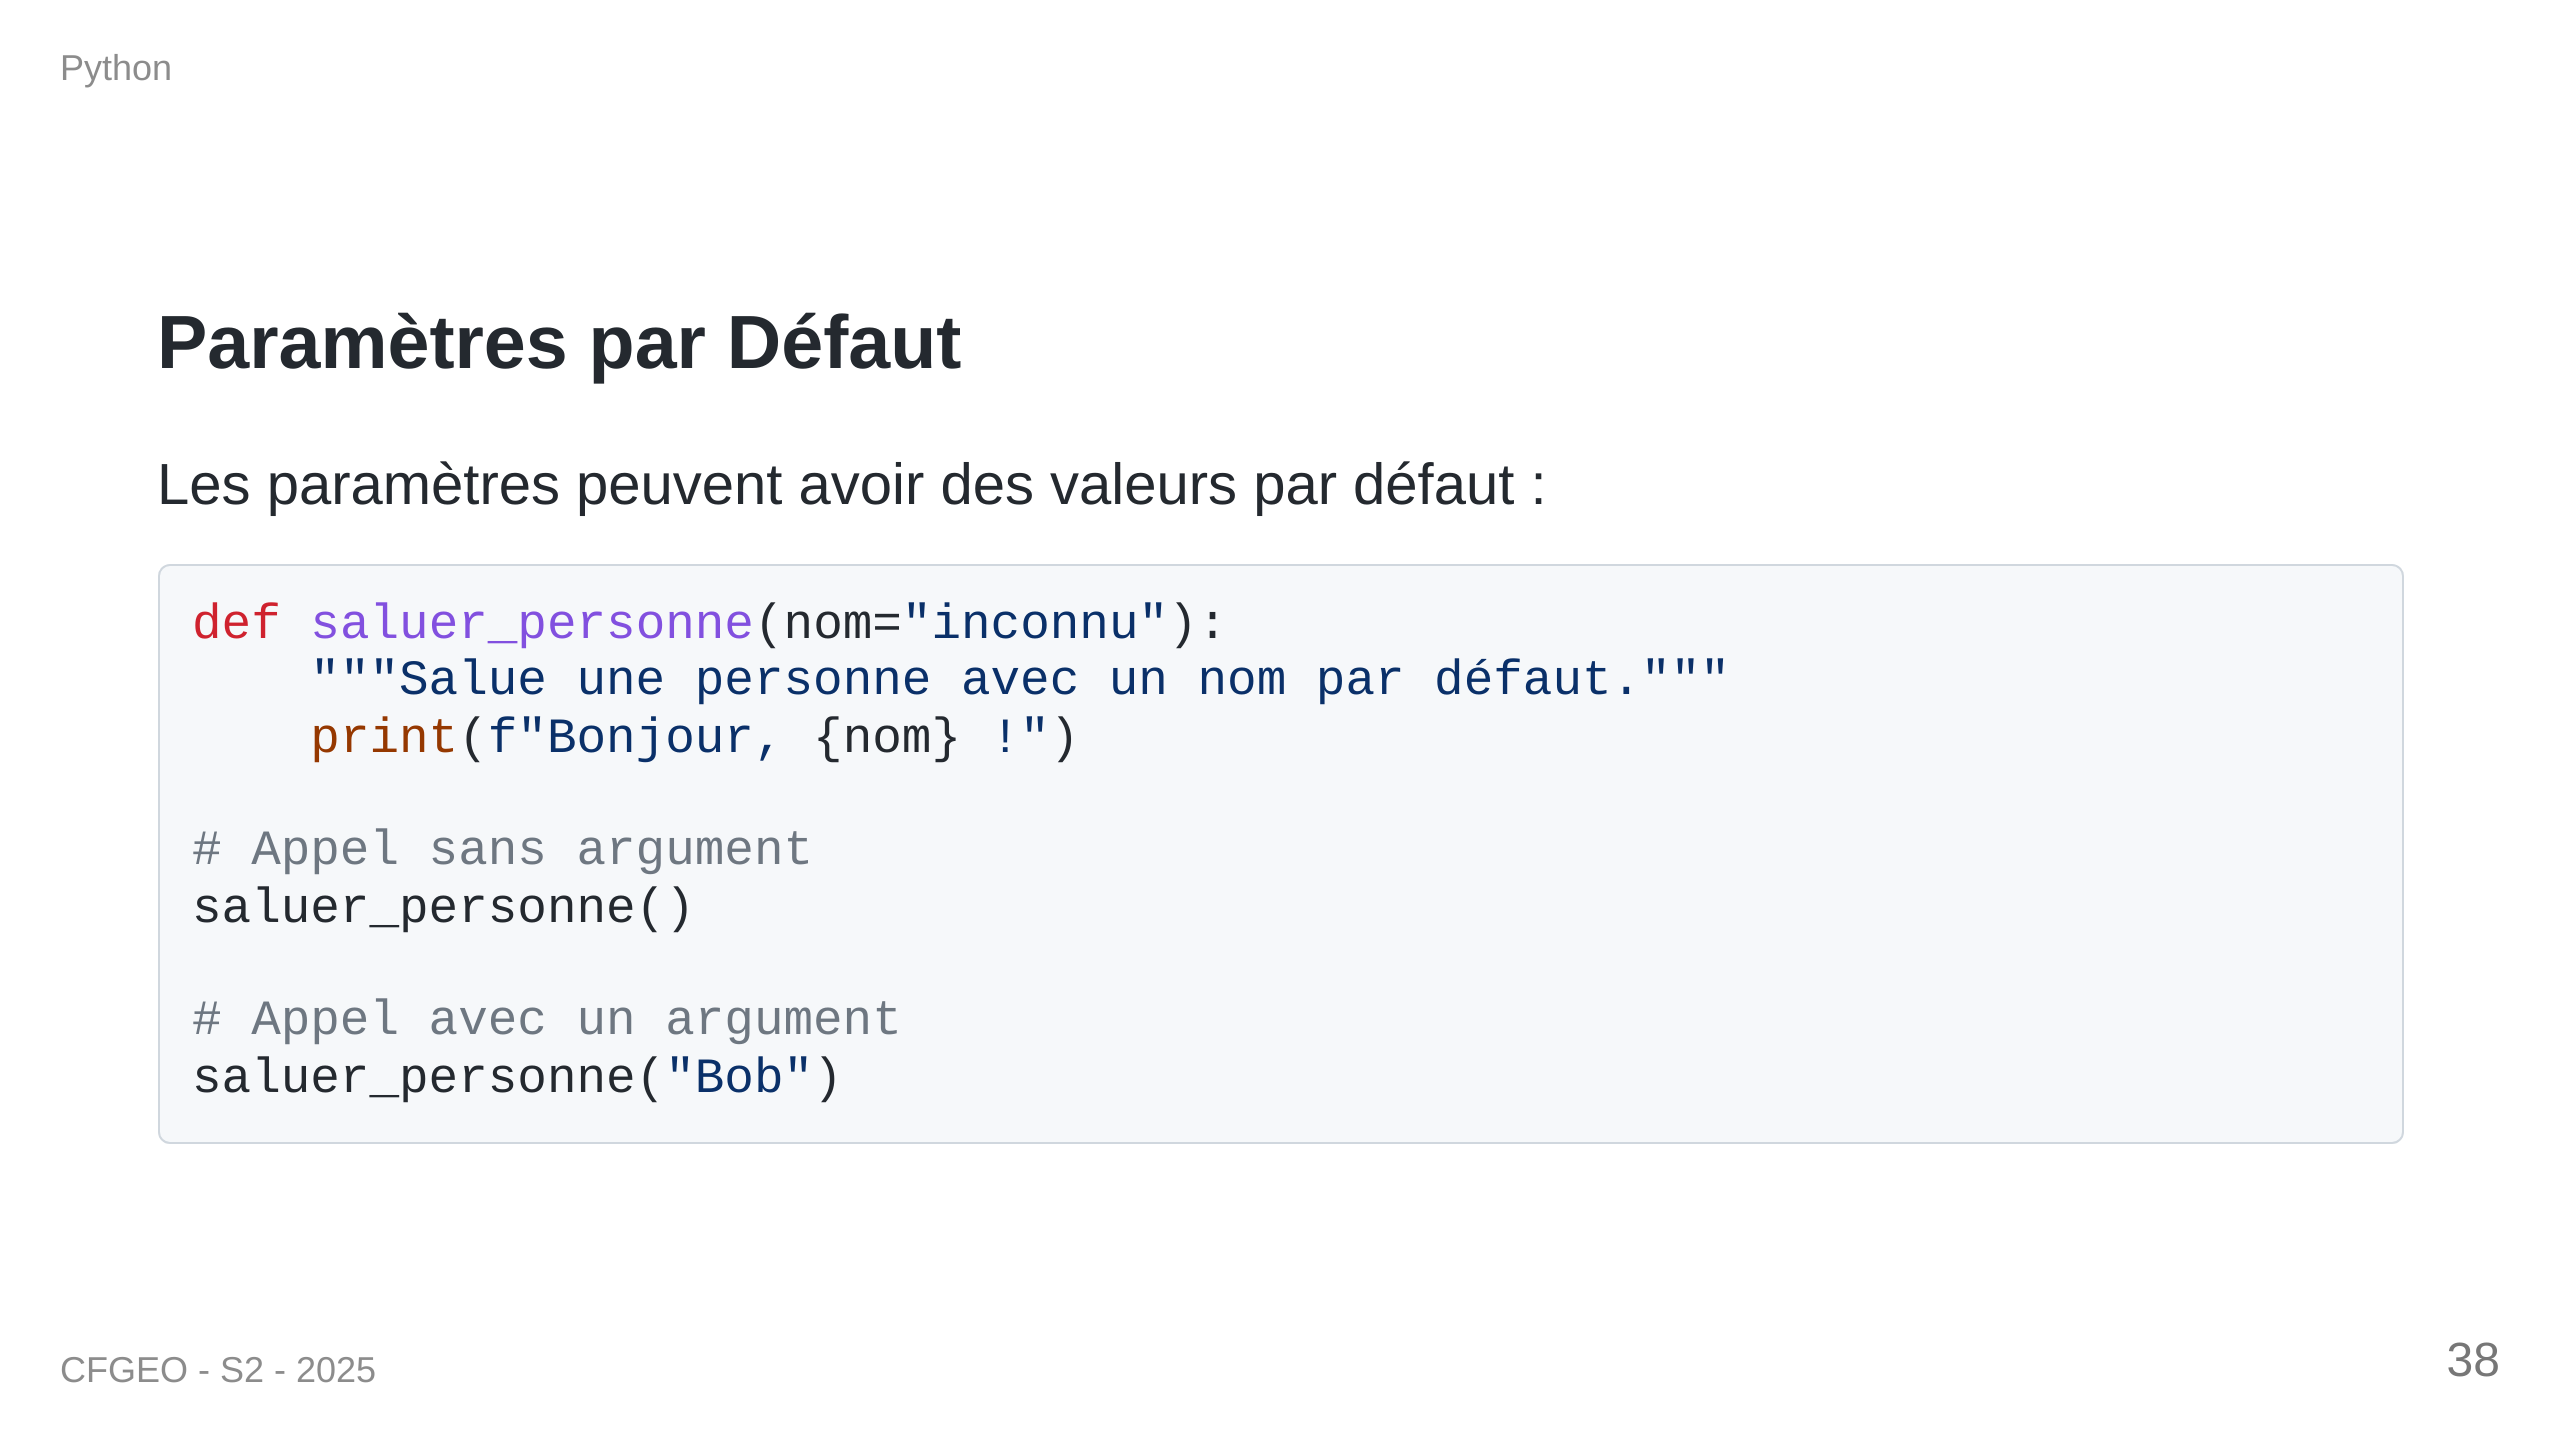 Python
Paramètres par Défaut
Les paramètres peuvent avoir des valeurs par défaut :
def saluer_personne(nom="inconnu"):
    """Salue une personne avec un nom par défaut."""
    print(f"Bonjour, {nom} !")

# Appel sans argument
saluer_personne()

# Appel avec un argument
saluer_personne("Bob")
CFGEO - S2 - 2025
38